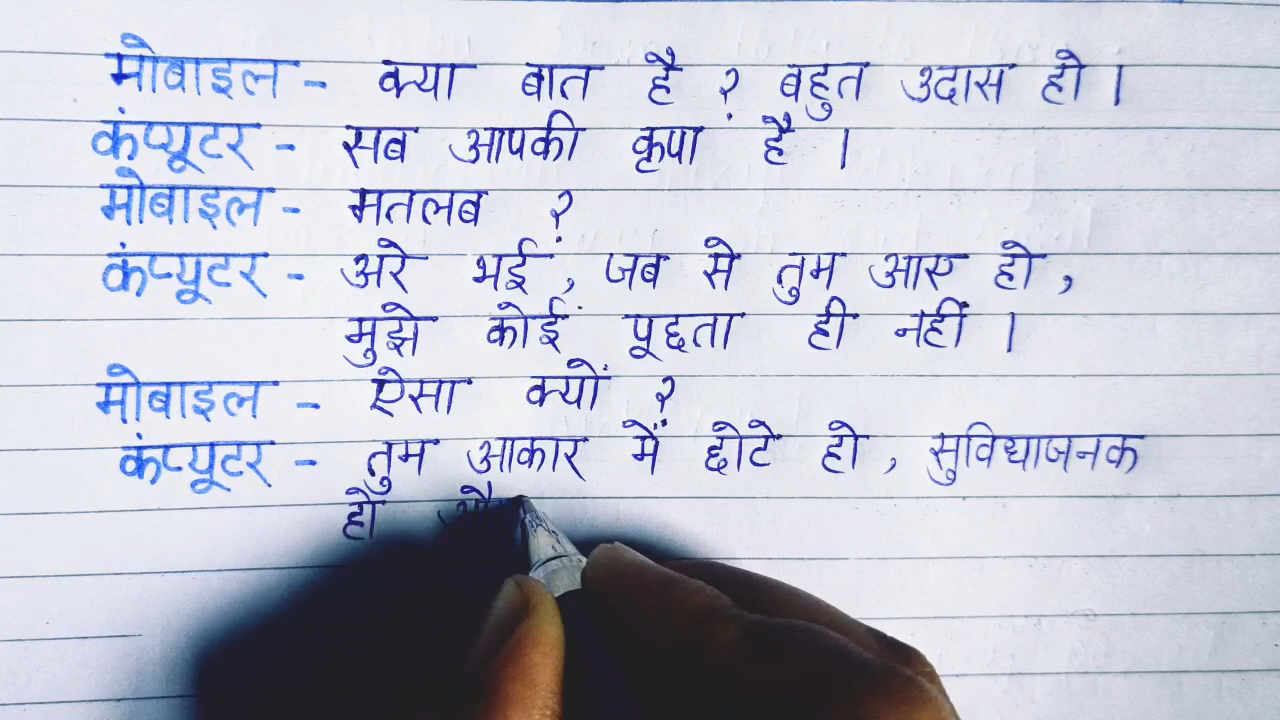 मोबाइल - क्या बात है ? बहुत उदास हो ।
कंप्यूटर - सब आपकी कृपा है ।
मोबाइल - मतलब ?
कंप्यूटर - अरे भई , जब से तुम आए हो ,
मुझे कोई पूछता ही नहीं ।
मोबाइल - ऐसा क्यों ?
कंप्यूटर - तुम आकार में छोटे हो , सुविधाजनक
हो